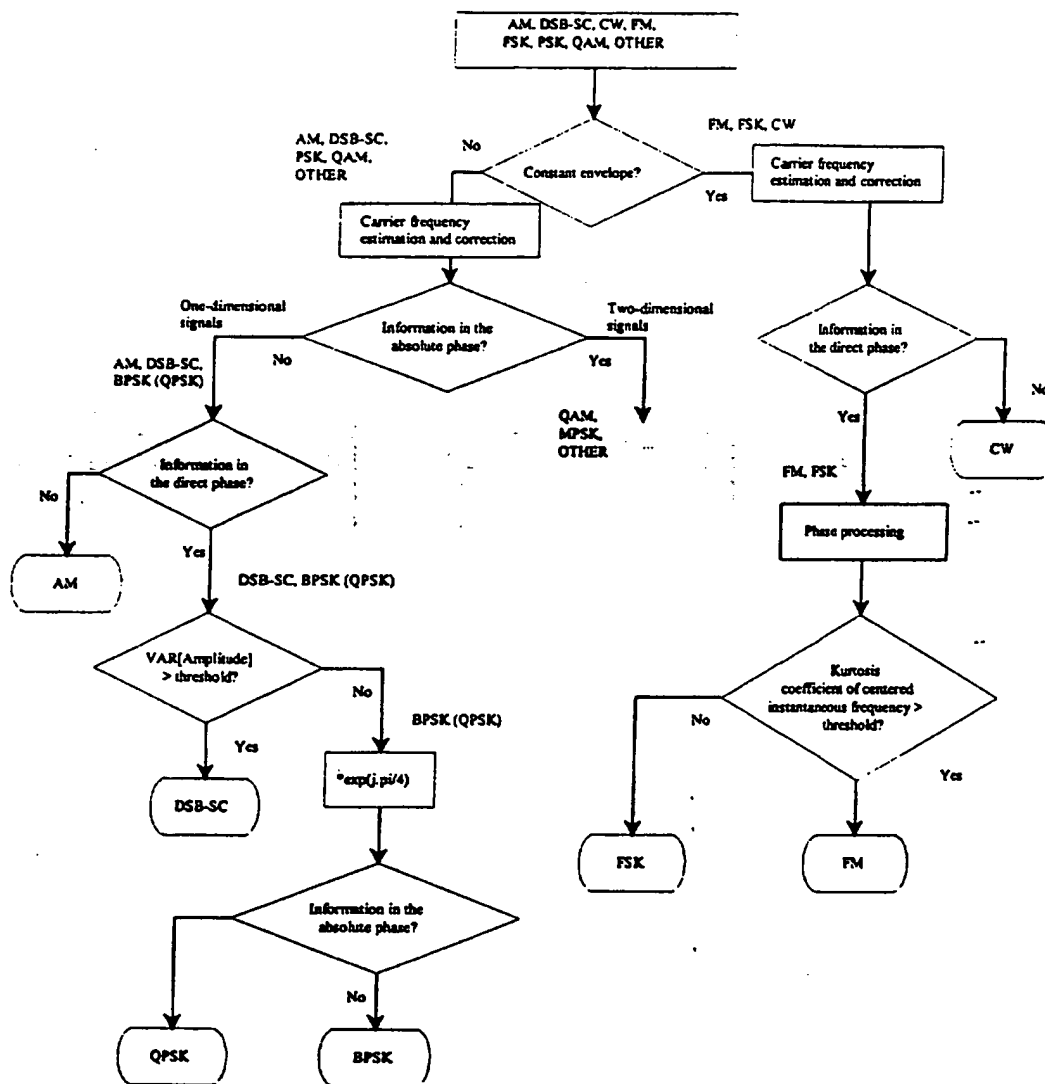 AM, DSB-SC, CW, FM,
FSK, PSK, QAM, OTHER
AM, DSB-SC,
PSK, QAM,
OTHER
No
Constant envelope?
FM, FSK, CW
Yes
Carrier frequency
estimation and correction
Carrier frequency
estimation and correction
One-dimensional
signals
No
Information in the
absolute phase?
Two-dimensional
signals
Yes
Information in
the direct phase?
No
AM, DSB-SC,
BPSK (QPSK)
QAM,
MPSK,
OTHER
...
Yes
CW
Information in
the direct phase?
No
FM, FSK
Yes
Phase processing
AM
DSB-SC, BPSK (QPSK)
VAR[Amplitude]
> threshold?
No
Kurtosis
coefficient of centered
instantaneous frequency >
threshold?
No
BPSK (QPSK)
Yes
Yes
*exp(j.pi/4)
DSB-SC
FSK
FM
Information in the
absolute phase?
No
QPSK
BPSK